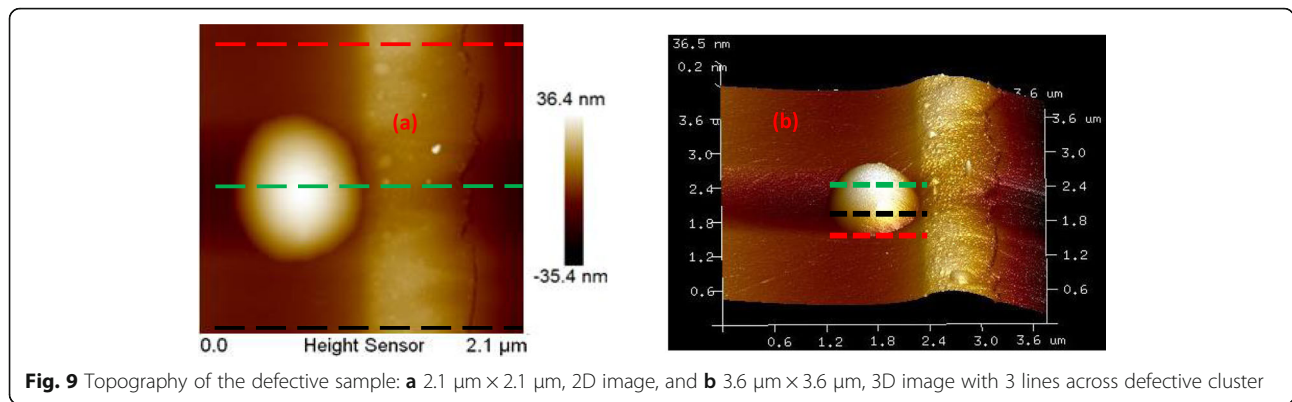 (a)
36.4 nm
-35.4 nm
0.0 Height Sensor 2.1 µm
36.5 nm
0.2 nm
(b)
3.6 um
3.6 u
3.6 um
3.0
3.0
2.4
2.4
1.8
1.8
1.2
1.2
0.6
0.6
0.6 1.2 1.8 2.4 3.0 3.6 um
Fig. 9 Topography of the defective sample: a 2.1 µm × 2.1 µm, 2D image, and b 3.6 µm × 3.6 µm, 3D image with 3 lines across defective cluster